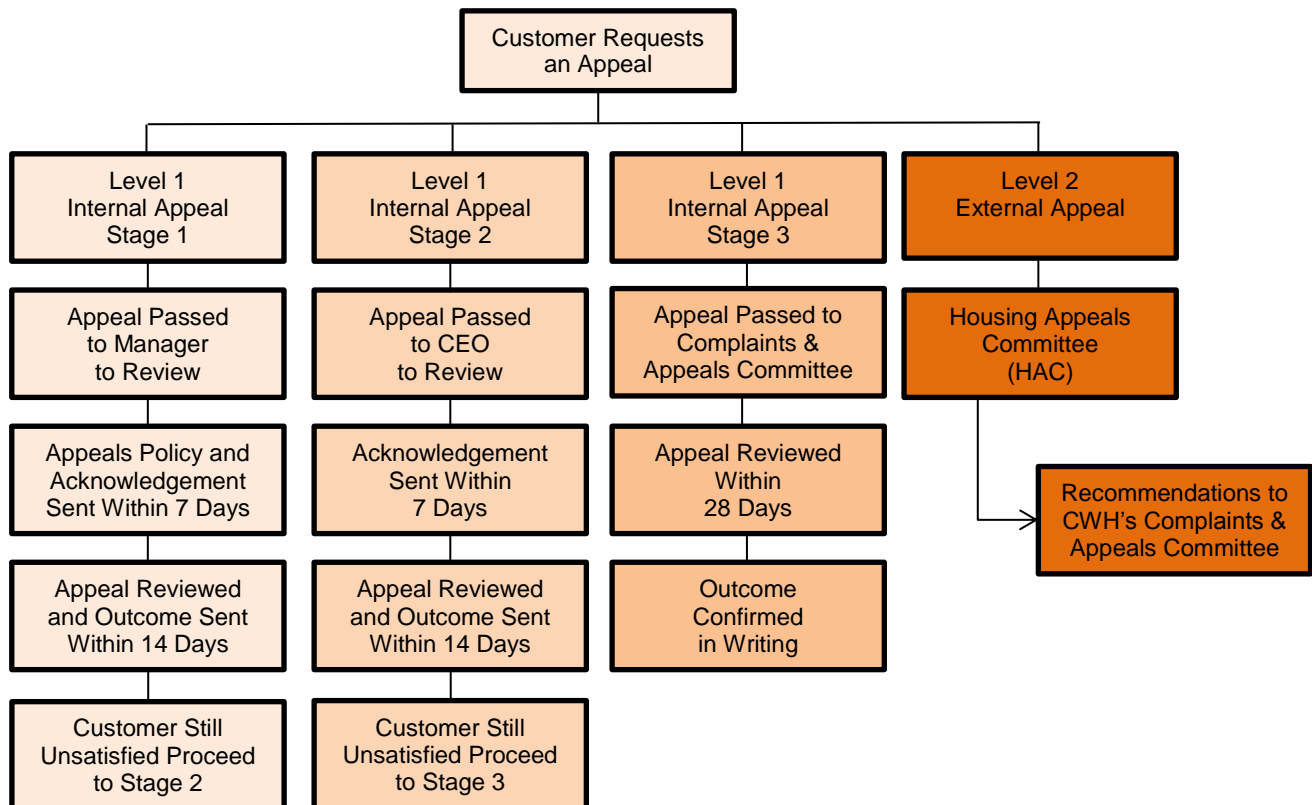 Customer Requests
an Appeal
Level 1
Internal Appeal
Stage 1
Level 1
Internal Appeal
Stage 2
Level 1
Internal Appeal
Stage 3
Level 2
External Appeal
Appeal Passed
to Manager
to Review
Appeal Passed
to CEO
to Review
Appeal Passed to
Complaints &
Appeals Committee
Housing Appeals
Committee
(HAC)
Appeals Policy and
Acknowledgement
Sent Within 7 Days
Acknowledgement
Sent Within
7 Days
Appeal Reviewed
Within
28 Days
Recommendations to
CWH's Complaints &
Appeals Committee
Appeal Reviewed
and Outcome Sent
Within 14 Days
Appeal Reviewed
and Outcome Sent
Within 14 Days
Outcome
Confirmed
in Writing
Customer Still
Unsatisfied Proceed
to Stage 2
Customer Still
Unsatisfied Proceed
to Stage 3